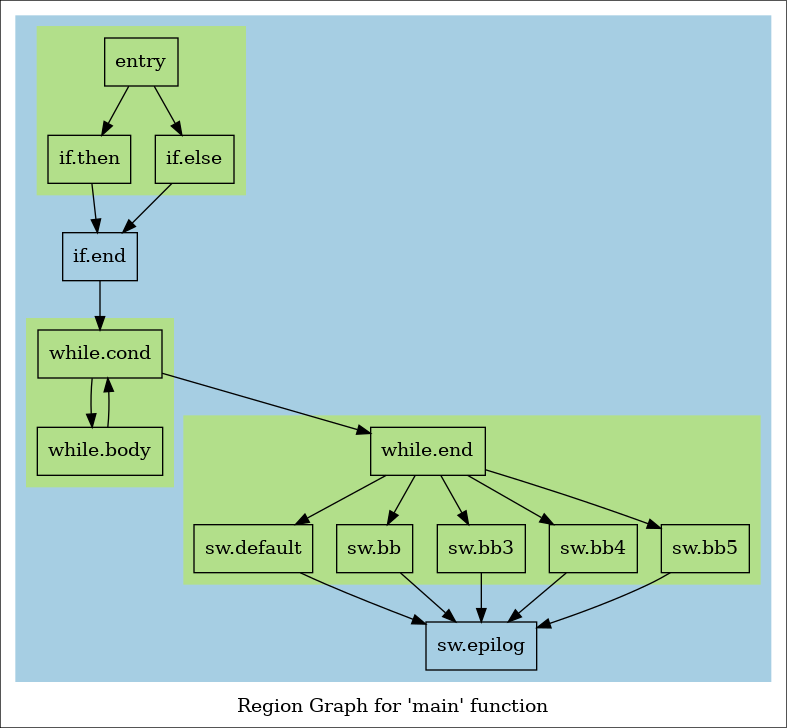 entry
if.then
if.else
if.end
while.cond
while.body
while.end
sw.default
sw.bb
sw.bb3
sw.bb4
sw.bb5
sw.epilog
Region Graph for 'main' function